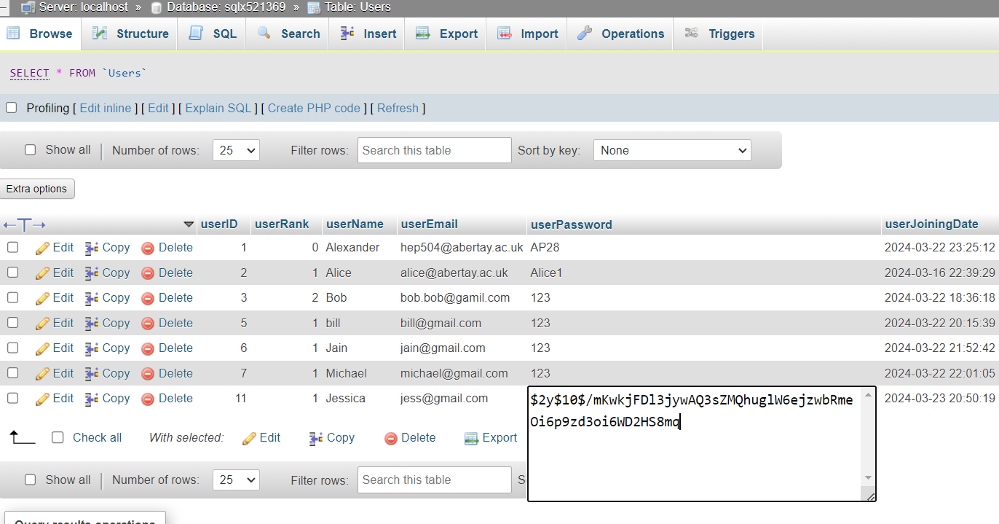 Server: localhost » Database: sqlx521369 » Table: Users
Browse Structure SQL Search Insert Export Import Operations Triggers
SELECT * FROM `Users`
Profiling [ Edit inline ] [ Edit ] [ Explain SQL ] [ Create PHP code ] [ Refresh ]
Show all Number of rows: 25 Filter rows: Search this table Sort by key: None
Extra options
userID userRank userName userEmail userPassword userJoiningDate
Edit Copy Delete 1 0 Alexander hep504@abertay.ac.uk AP28 2024-03-22 23:25:12
Edit Copy Delete 2 1 Alice alice@abertay.ac.uk Alice1 2024-03-16 22:39:29
Edit Copy Delete 3 2 Bob bob.bob@gamil.com 123 2024-03-22 18:36:18
Edit Copy Delete 5 1 bill bill@gmail.com 123 2024-03-22 20:15:39
Edit Copy Delete 6 1 Jain jain@gmail.com 123 2024-03-22 21:52:42
Edit Copy Delete 7 1 Michael michael@gmail.com 123 2024-03-22 22:01:05
Edit Copy Delete 11 1 Jessica jess@gmail.com $2y$10$/mKwkjFDl3jywAQ3sZMQhuglW6ejzwbRme 2024-03-23 20:50:19
Oi6p9zd3oi6WD2HS8mq
Check all With selected: Edit Copy Delete Export
Show all Number of rows: 25 Filter rows: Search this table S
Query results operations